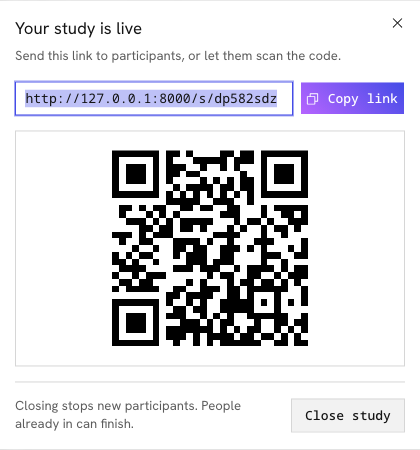 Your study is live
Send this link to participants, or let them scan the code.
http://127.0.0.1:8000/s/dp582sdz
Copy link
Closing stops new participants. People
already in can finish.
Close study